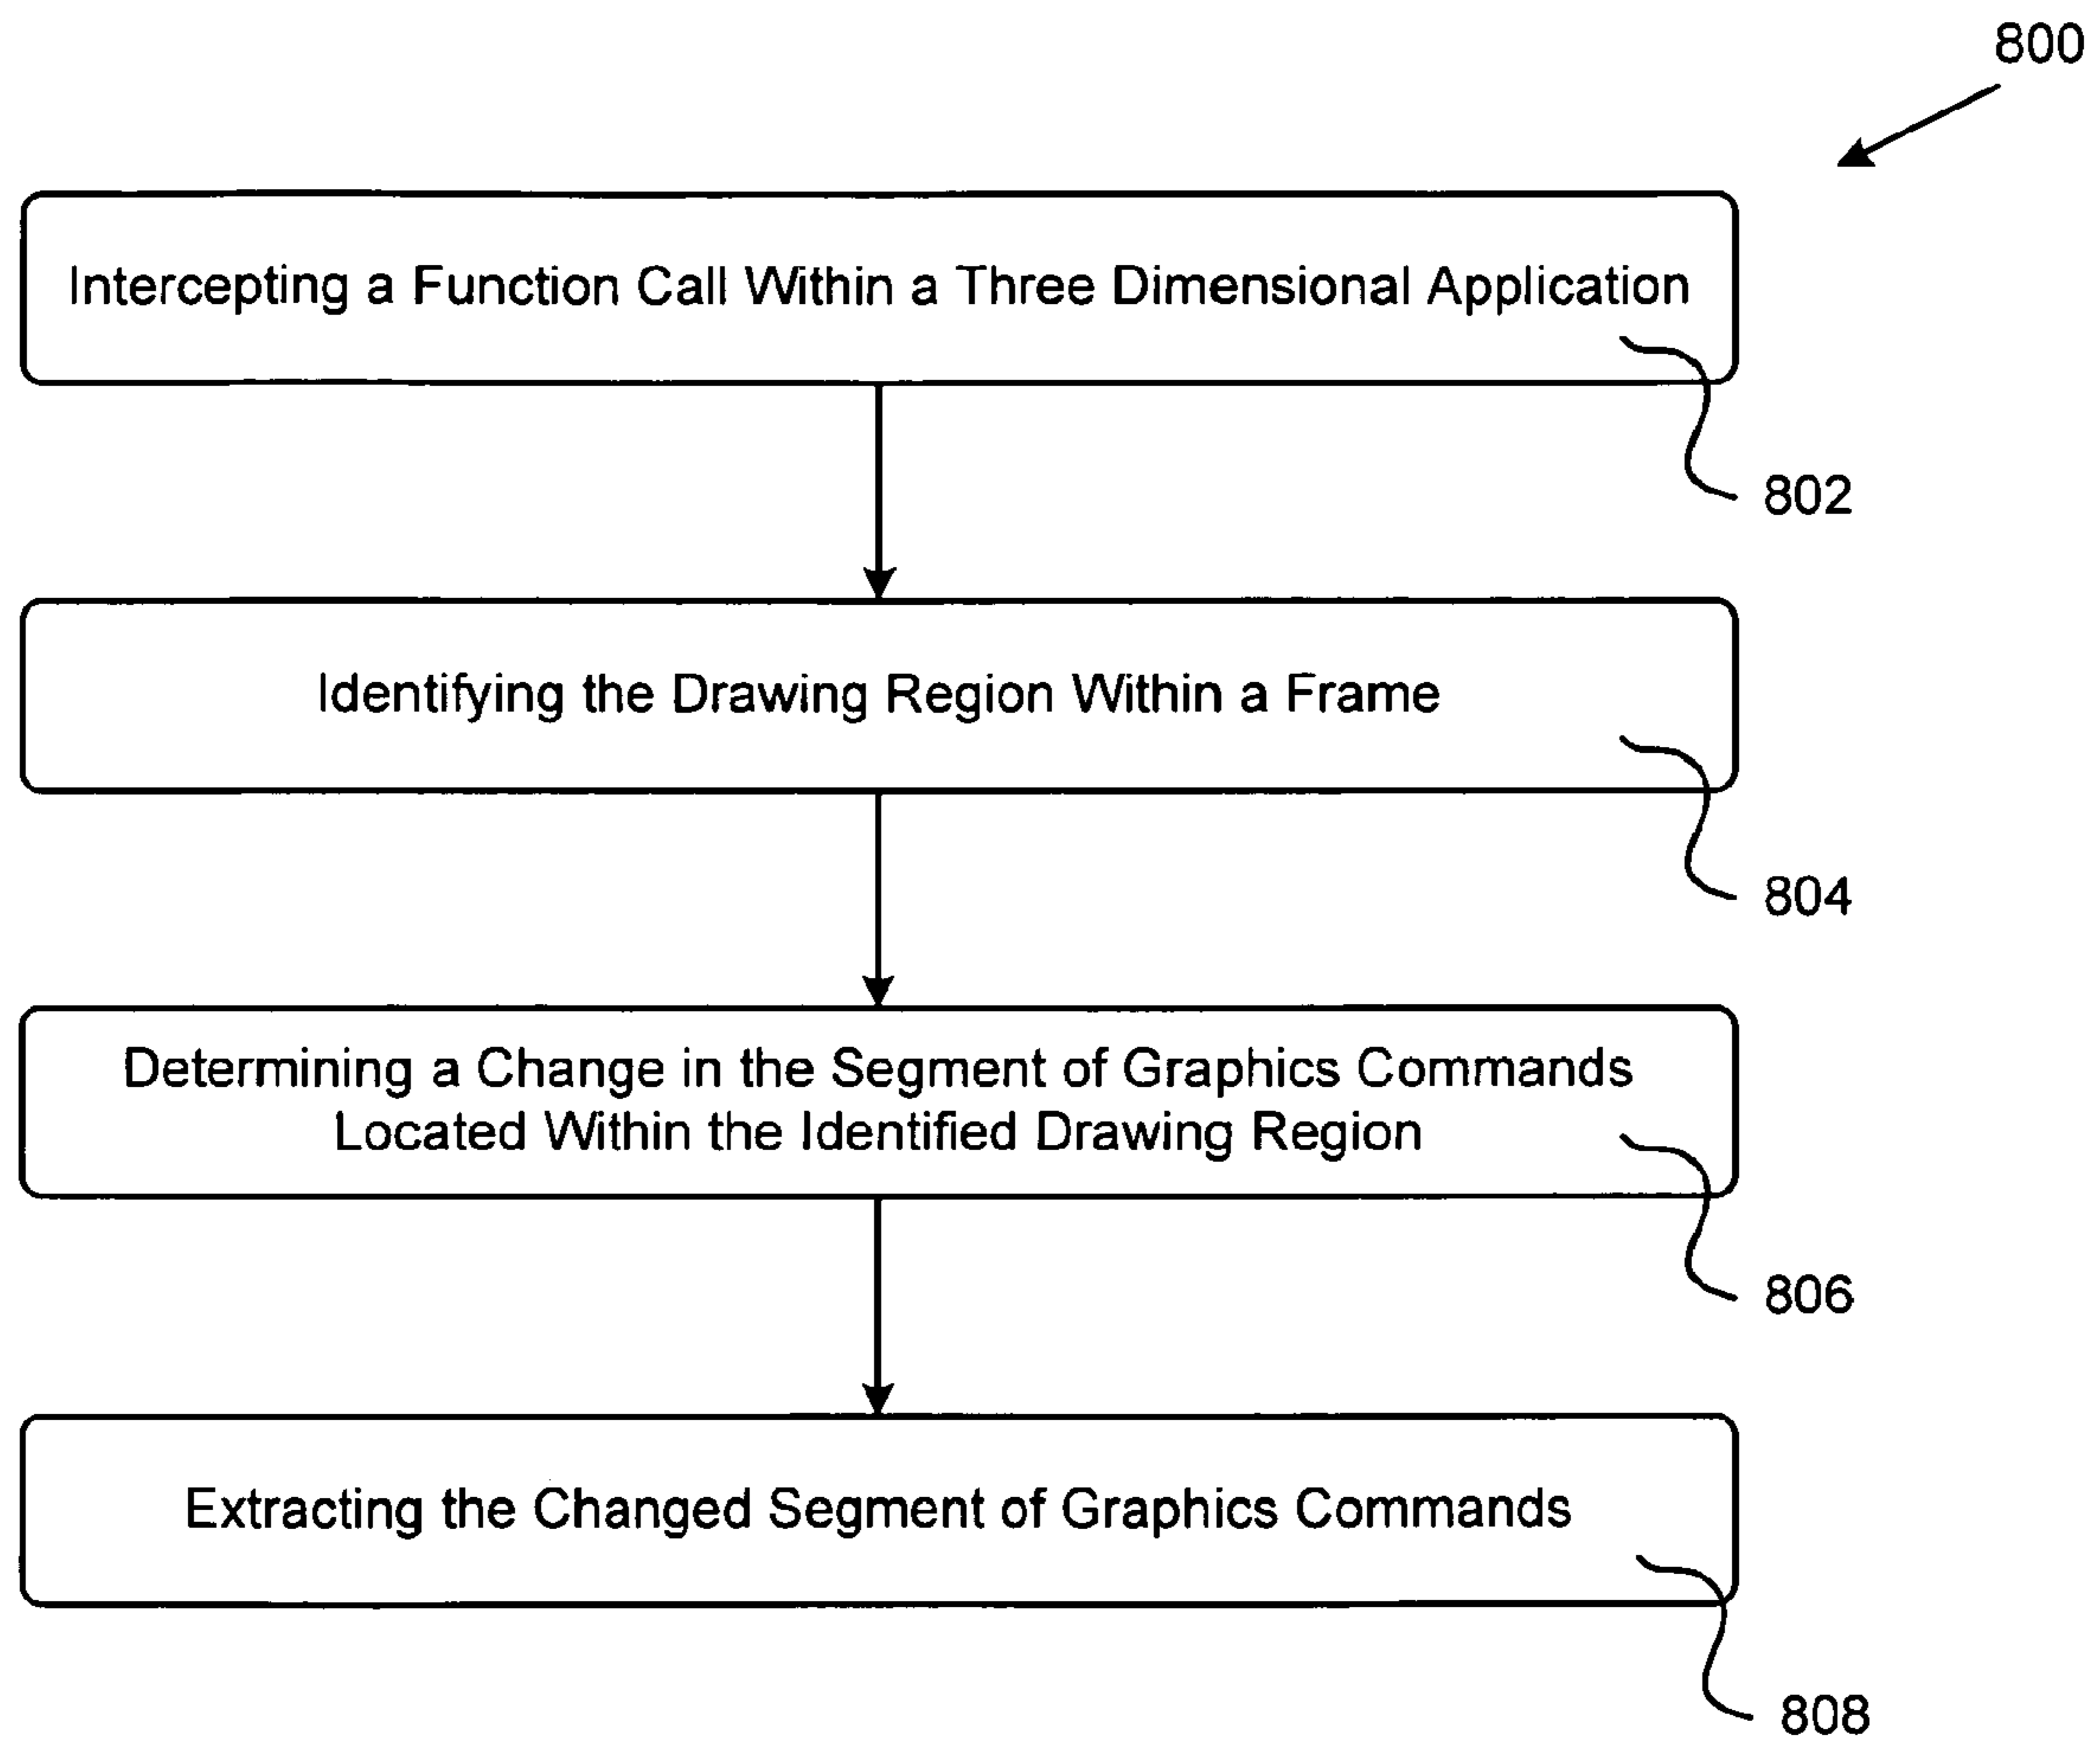 800
Intercepting a Function Call Within a Three Dimensional Application
802
Identifying the Drawing Region Within a Frame
804
Determining a Change in the Segment of Graphics Commands
Located Within the Identified Drawing Region
806
Extracting the Changed Segment of Graphics Commands
808